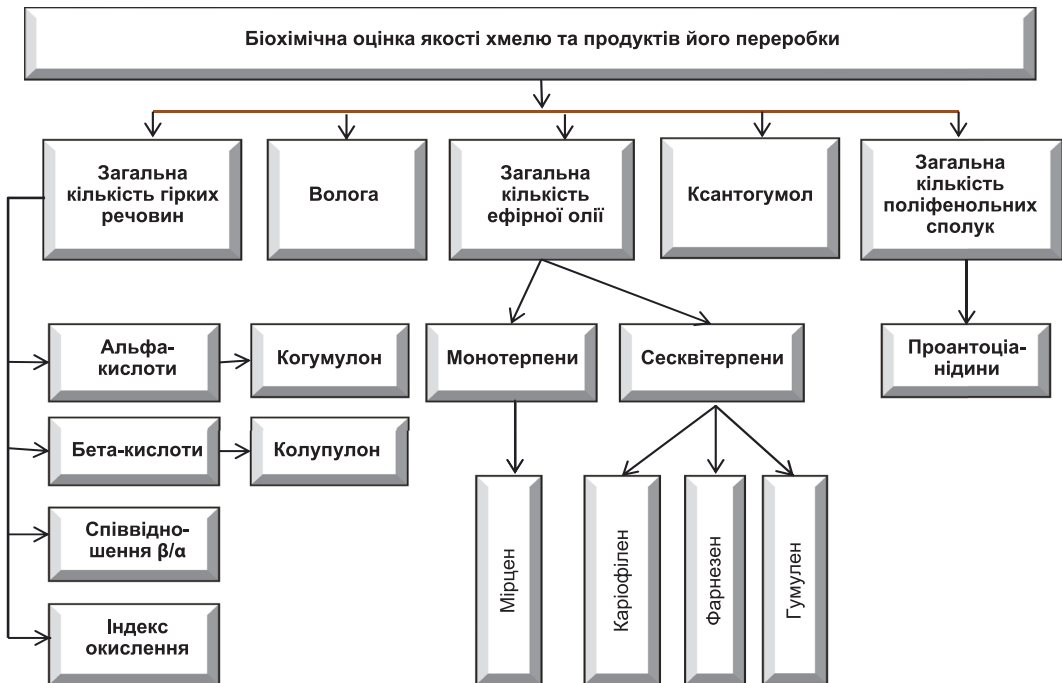 Біохімічна оцінка якості хмелю та продуктів його переробки
Загальна
кількість гірких
речовин
Волога
Загальна
кількість
ефірної олії
Ксантогумол
Загальна
кількість
поліфенольних
сполук
Альфа-
кислоти
Когумулон
Монотерпени
Сесквітерпени
Проантоціа-
нідини
Бета-кислоти
Колупулон
Співвідно-
шення β/α
Індекс
окислення
Мірцен
Каріофілен
Фарнезен
Гумулен